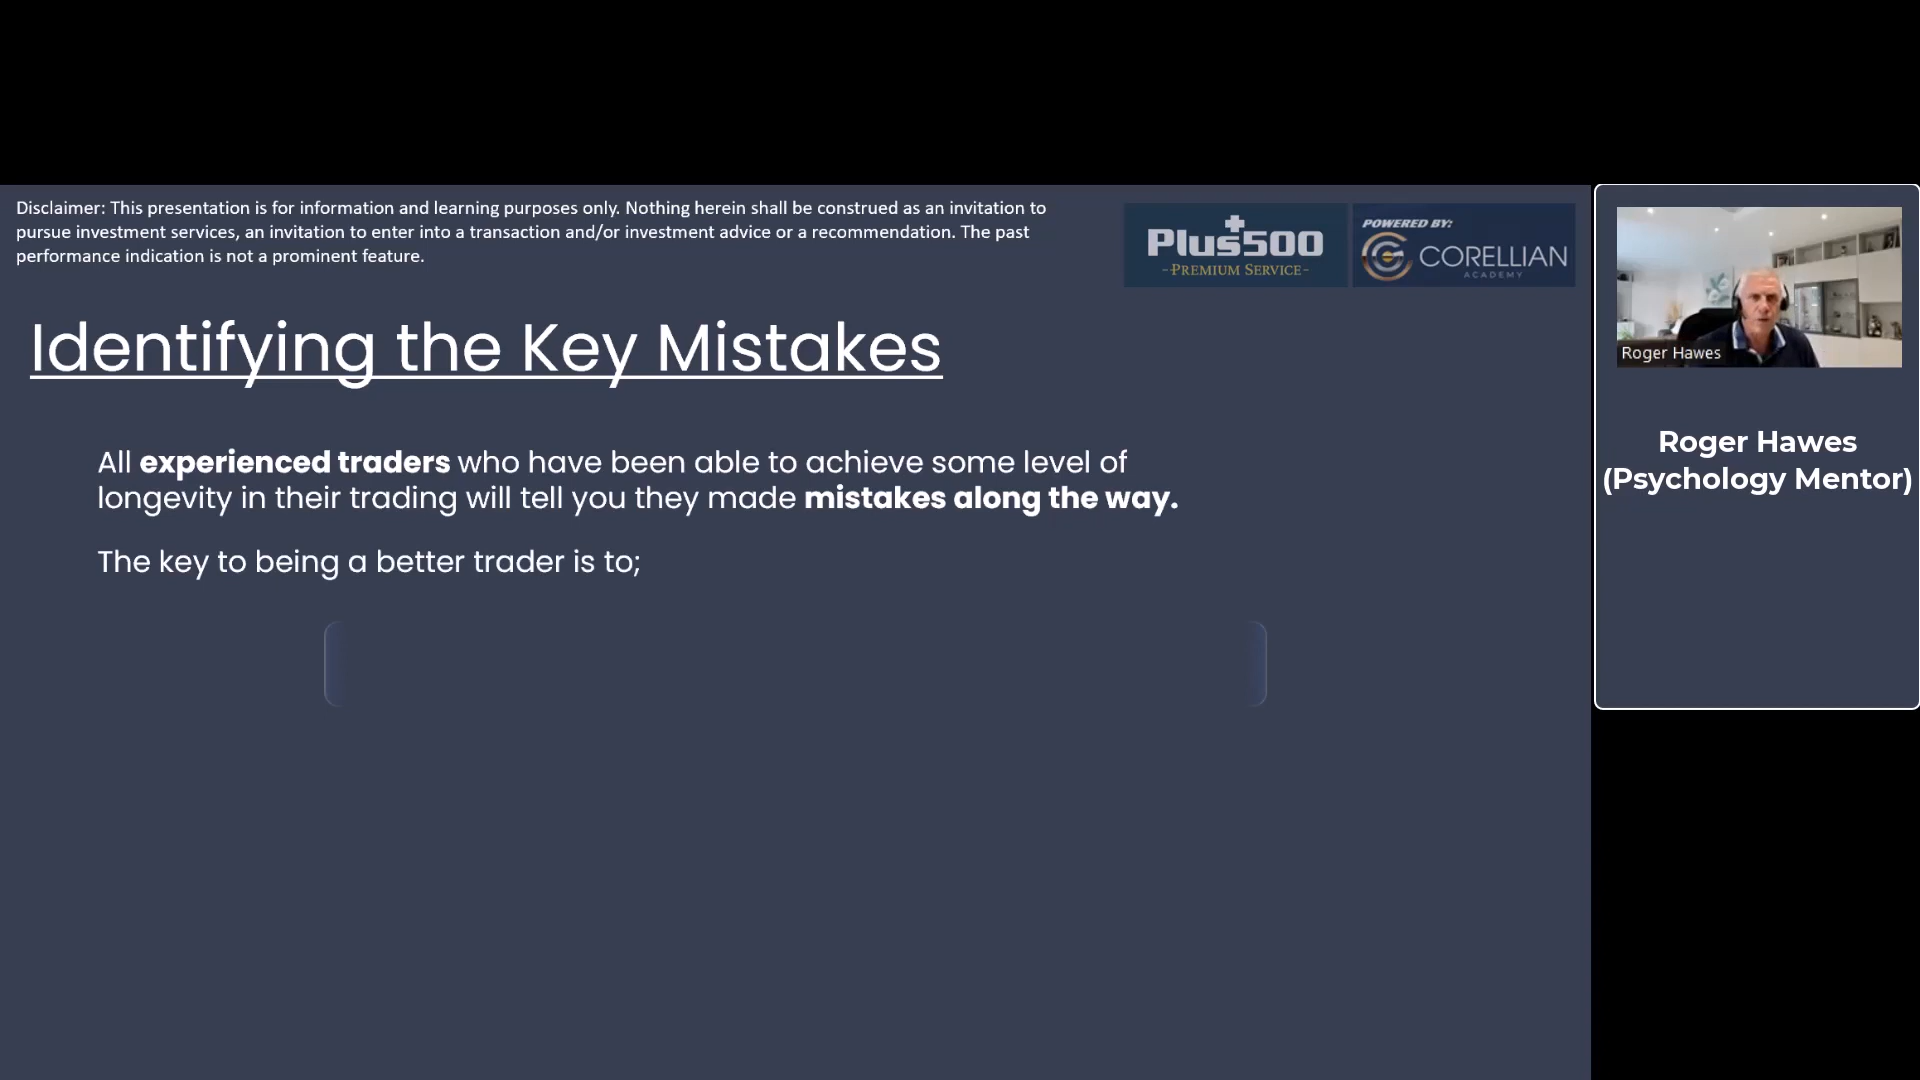 Disclaimer: This presentation is for information and learning purposes only. Nothing herein shall be construed as an invitation to
pursue investment services, an invitation to enter into a transaction and/or investment advice or a recommendation. The past
performance indication is not a prominent feature.
Plus500
-PREMIUM SERVICE-
POWERED BY:
CORELLIAN
ACADEMY
Identifying the Key Mistakes
All experienced traders who have been able to achieve some level of
longevity in their trading will tell you they made mistakes along the way.
The key to being a better trader is to;
Roger Hawes
Roger Hawes
(Psychology Mentor)